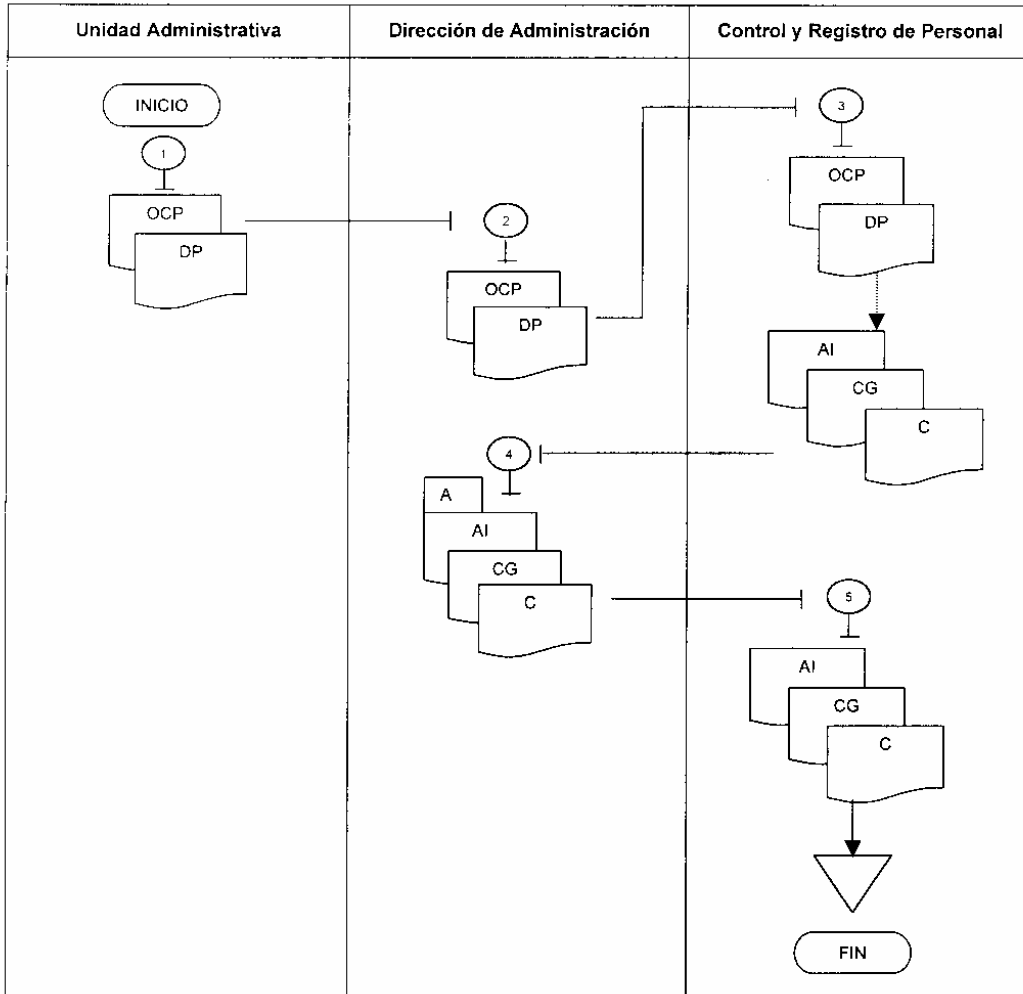 Unidad Administrativa
Dirección de Administración
Control y Registro de Personal
INICIO
1
OCP
DP
2
OCP
DP
3
OCP
DP
AI
CG
C
4
A
AI
CG
C
5
AI
CG
C
FIN